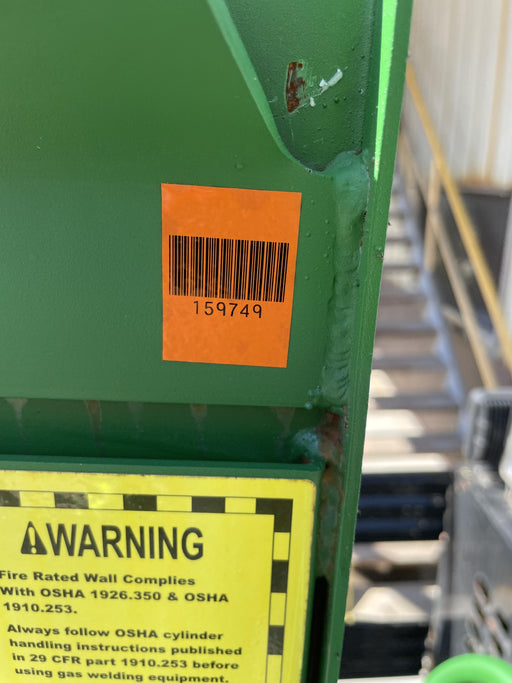 159749
WARNING
Fire Rated Wall Complies
With OSHA 1926.350 & OSHA
1910.253.
Always follow OSHA cylinder
handling instructions published
in 29 CFR part 1910.253 before
using gas welding equipment.